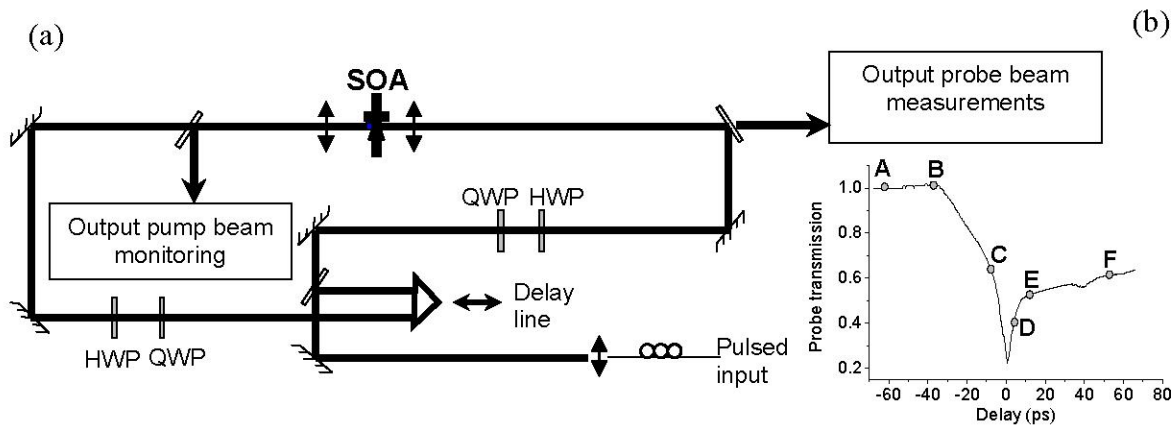 (a)
(b)
SOA
Output probe beam
measurements
QWP HWP
Output pump beam
monitoring
Delay
line
HWP QWP
Pulsed
input
A B
C
D
E
F
1.0
0.8
0.6
0.4
0.2
Probe transmission
-60 -40 -20 0 20 40 60 80
Delay (ps)